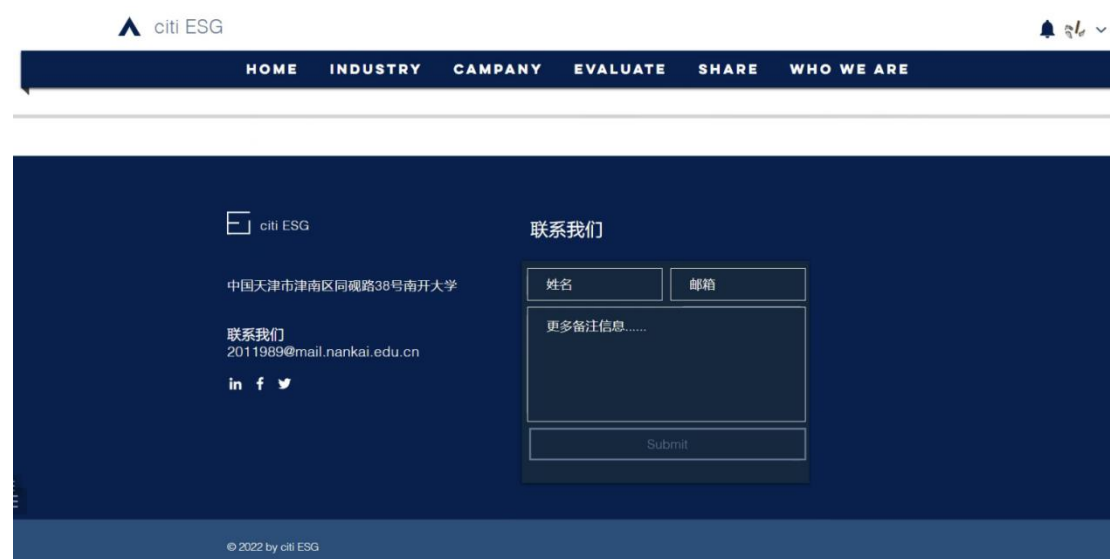 citi ESG
HOME INDUSTRY CAMPANY EVALUATE SHARE WHO WE ARE
citi ESG
中国天津市津南区同砚路38号南开大学
联系我们
2011989@mail.nankai.edu.cn
in f
联系我们
姓名 邮箱
更多备注信息......
Submit
© 2022 by citi ESG